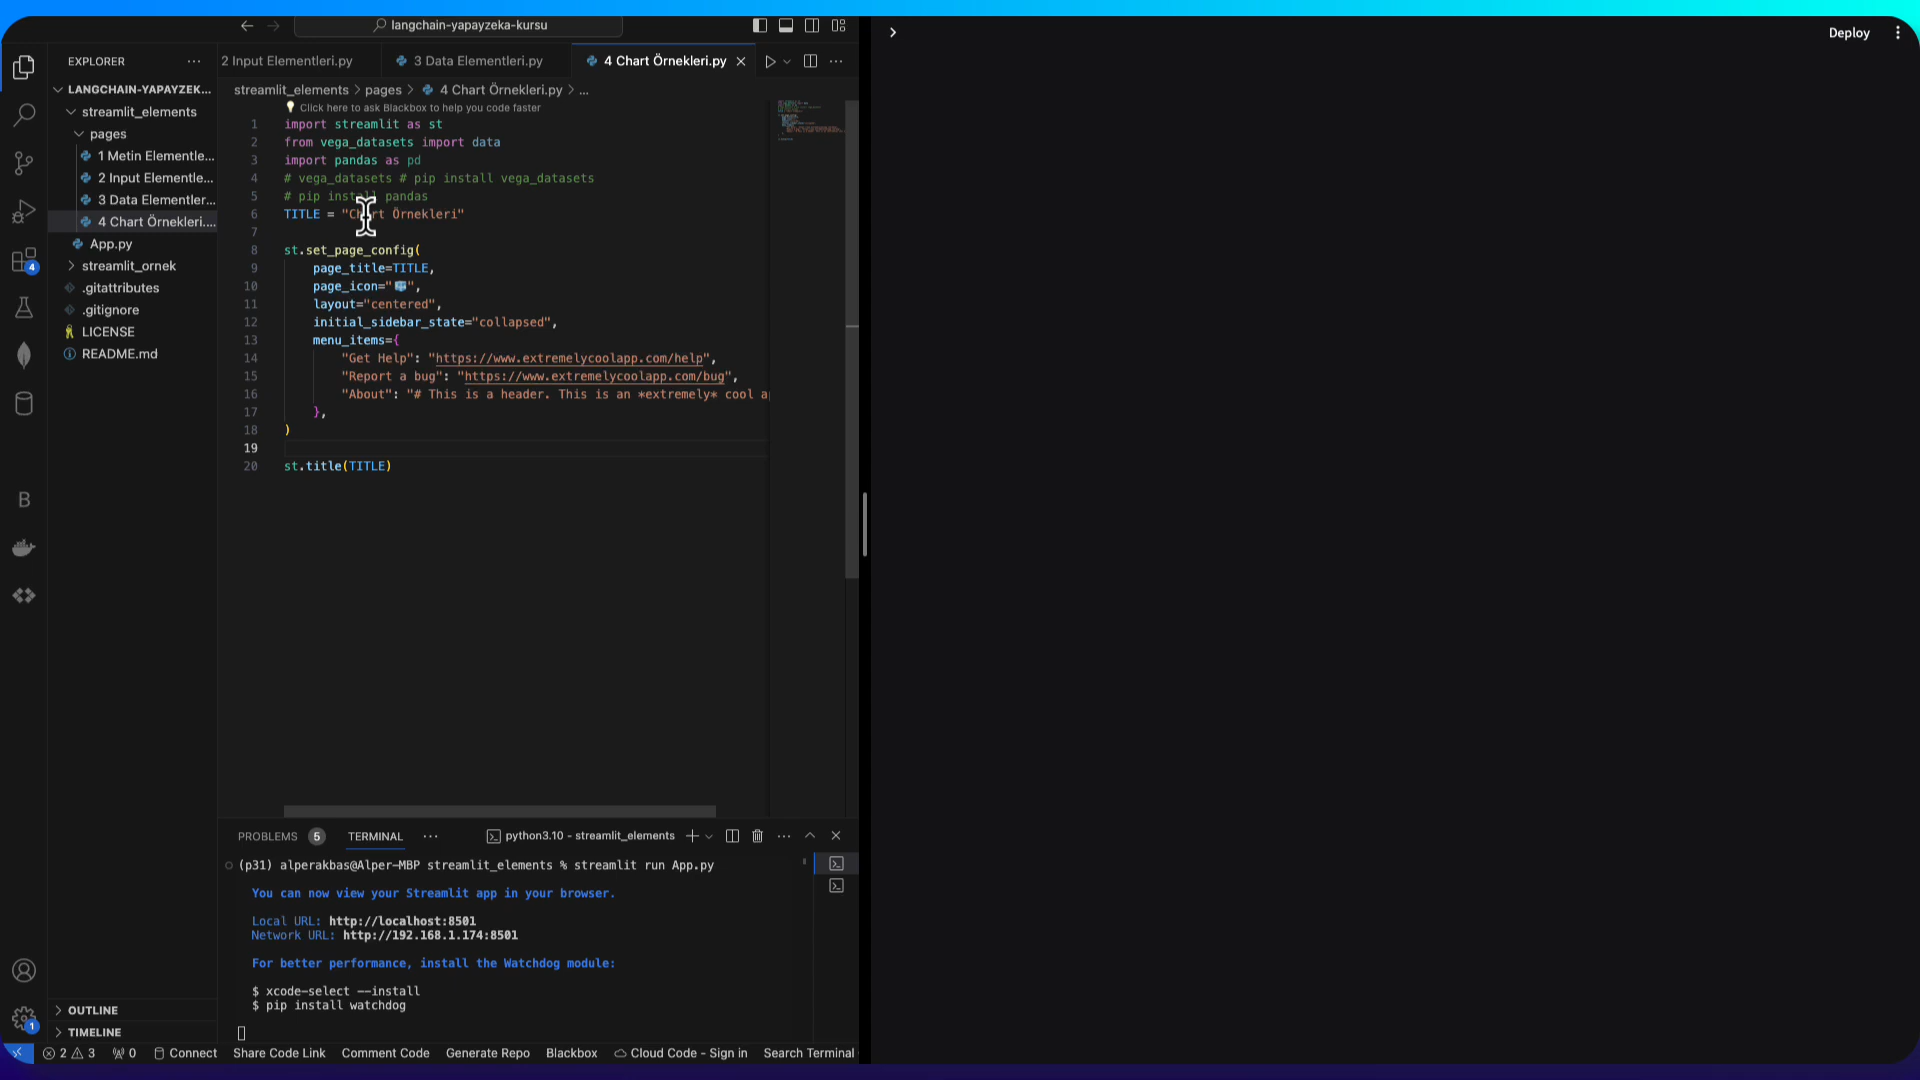 langchain-yapayzeka-kursu
Deploy
EXPLORER
2 Input Elementleri.py
3 Data Elementleri.py
4 Chart Örnekleri.py
LANGCHAIN-YAPAYZEK...
streamlit_elements
pages
1 Metin Elementle...
2 Input Elementle...
3 Data Elementler...
4 Chart Örnekleri....
App.py
streamlit_ornek
.gitattributes
.gitignore
LICENSE
README.md
streamlit_elements > pages > 4 Chart Örnekleri.py > ...
Click here to ask Blackbox to help you code faster
1 import streamlit as st
2 from vega_datasets import data
3 import pandas as pd
4 # vega_datasets # pip install vega_datasets
5 # pip install pandas
6 TITLE = "Chart Örnekleri"
7
8 st.set_page_config(
9 page_title=TITLE,
10 page_icon="",
11 layout="centered",
12 initial_sidebar_state="collapsed",
13 menu_items={
14 "Get Help": "https://www.extremelycoolapp.com/help",
15 "Report a bug": "https://www.extremelycoolapp.com/bug",
16 "About": "# This is a header. This is an *extremely* cool a
17 },
18 )
19
20 st.title(TITLE)
PROBLEMS 5 TERMINAL ... python3.10 - streamlit_elements
(p31) alperakbas@Alper-MBP streamlit_elements % streamlit run App.py
You can now view your Streamlit app in your browser.
Local URL: http://localhost:8501
Network URL: http://192.168.1.174:8501
For better performance, install the Watchdog module:
$ xcode-select --install
$ pip install watchdog
OUTLINE
TIMELINE
4
B
1
2 3 0 Connect Share Code Link Comment Code Generate Repo Blackbox Cloud Code - Sign in Search Terminal